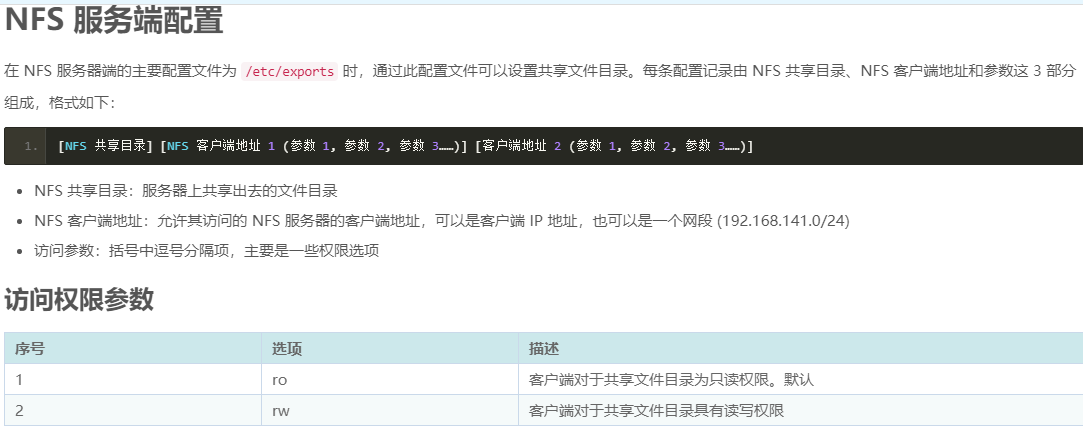 NFS 服务端配置
在 NFS 服务器端的主要配置文件为 /etc/exports 时，通过此配置文件可以设置共享文件目录。每条配置记录由 NFS 共享目录、NFS 客户端地址和参数这 3 部分
组成，格式如下：
1. [NFS 共享目录] [NFS 客户端地址 1 (参数 1, 参数 2, 参数 3……)] [客户端地址 2 (参数 1, 参数 2, 参数 3……)]
• NFS 共享目录：服务器上共享出去的文件目录
• NFS 客户端地址：允许其访问的 NFS 服务器的客户端地址，可以是客户端 IP 地址，也可以是一个网段 (192.168.141.0/24)
• 访问参数：括号中逗号分隔项，主要是一些权限选项
访问权限参数
序号 选项 描述
1 ro 客户端对于共享文件目录为只读权限。默认
2 rw 客户端对于共享文件目录具有读写权限